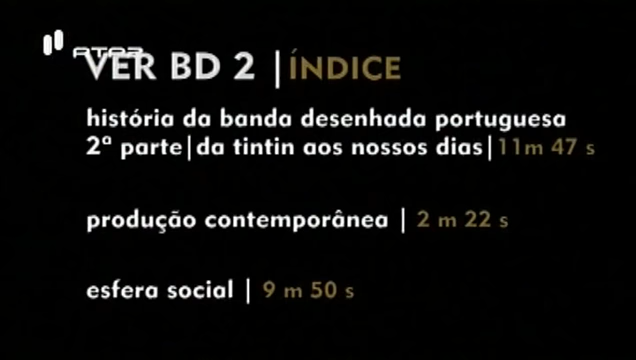 RTP2
VER BD 2 | ÍNDICE
história da banda desenhada portuguesa
2ª parte|da tintin aos nossos dias|11m 47 s
produção contemporânea | 2 m 22 s
esfera social | 9 m 50 s